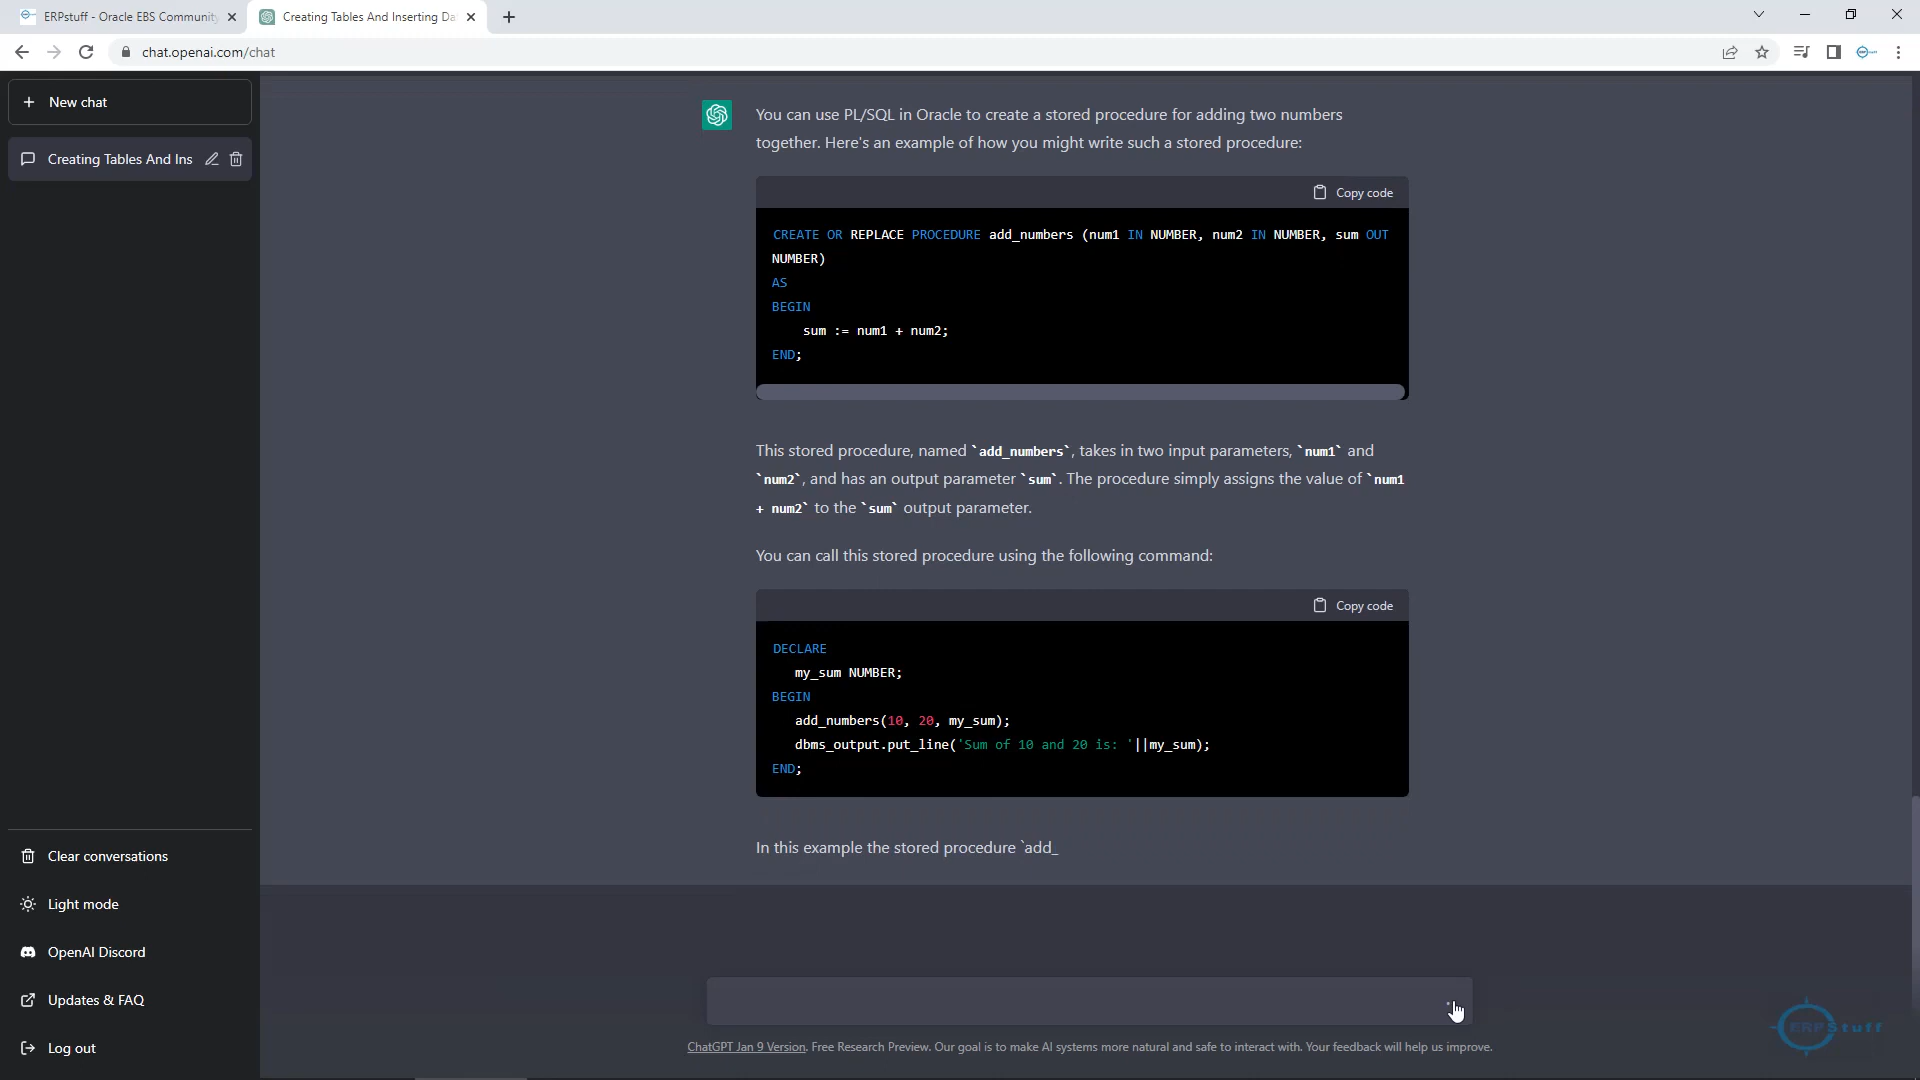 ERPstuff - Oracle EBS Community
Creating Tables And Inserting Da
chat.openai.com/chat
New chat
Creating Tables And Ins
You can use PL/SQL in Oracle to create a stored procedure for adding two numbers
together. Here's an example of how you might write such a stored procedure:
Copy code
CREATE OR REPLACE PROCEDURE add_numbers (num1 IN NUMBER, num2 IN NUMBER, sum OUT
NUMBER)
AS
BEGIN
    sum := num1 + num2;
END;
This stored procedure, named `add_numbers`, takes in two input parameters, `num1` and
`num2`, and has an output parameter `sum`. The procedure simply assigns the value of `num1
+ num2` to the `sum` output parameter.
You can call this stored procedure using the following command:
Copy code
DECLARE
   my_sum NUMBER;
BEGIN
   add_numbers(10, 20, my_sum);
   dbms_output.put_line('Sum of 10 and 20 is: '||my_sum);
END;
In this example the stored procedure `add_
Clear conversations
Light mode
OpenAI Discord
Updates & FAQ
Log out
ChatGPT Jan 9 Version. Free Research Preview. Our goal is to make AI systems more natural and safe to interact with. Your feedback will help us improve.
ERPStuff